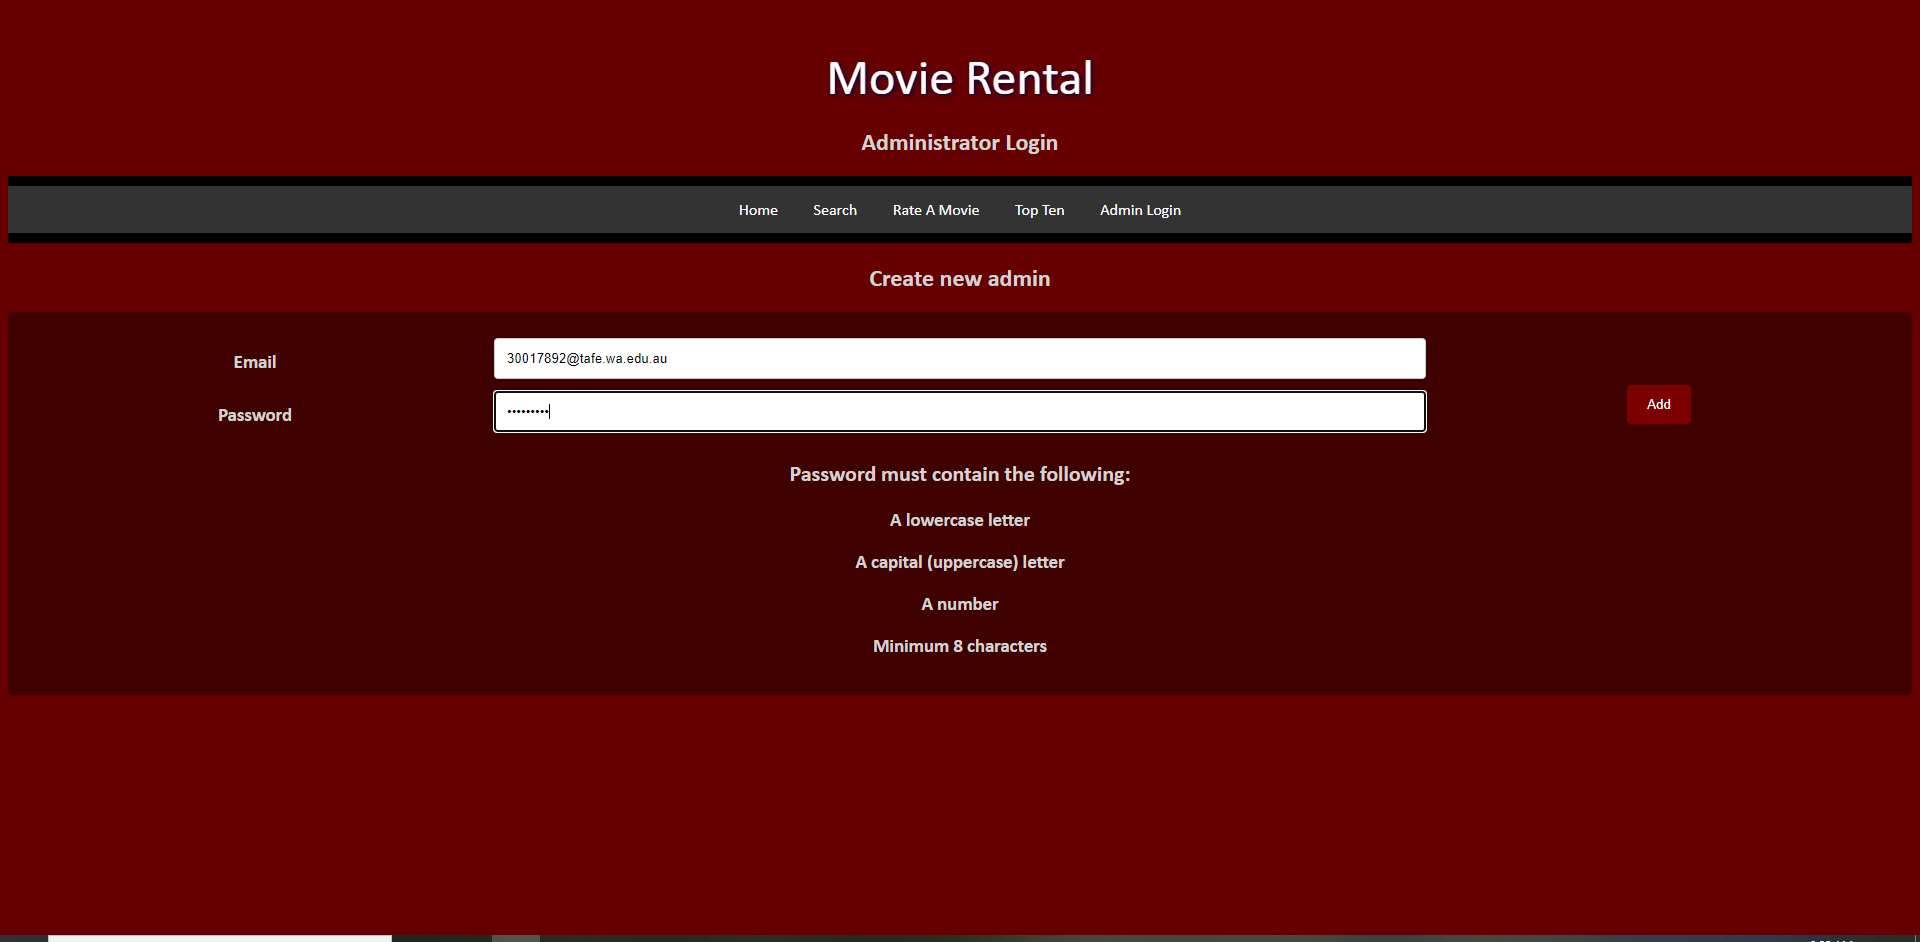 Movie Rental
Administrator Login
Home Search Rate A Movie Top Ten Admin Login
Create new admin
Email 30017892@tafe.wa.edu.au
Password •••••••••
Add
Password must contain the following:
A lowercase letter
A capital (uppercase) letter
A number
Minimum 8 characters